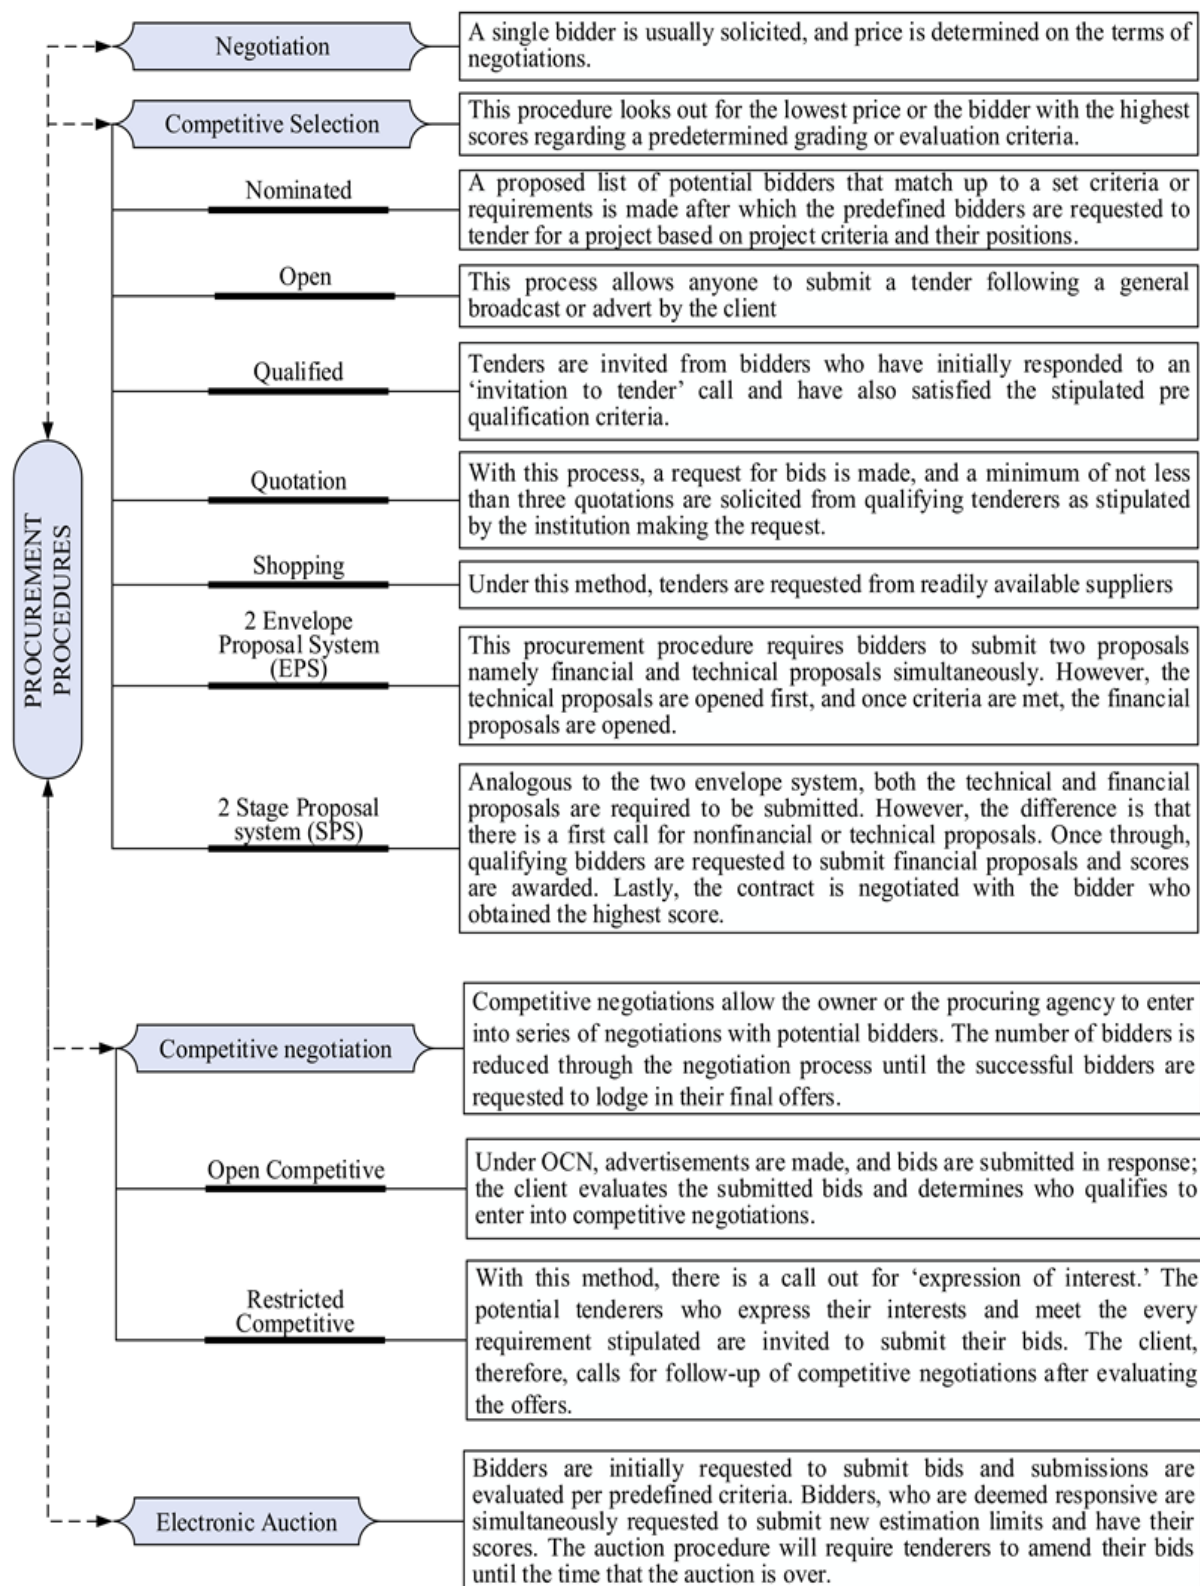 Negotiation
A single bidder is usually solicited, and price is determined on the terms of
negotiations.
Competitive Selection
This procedure looks out for the lowest price or the bidder with the highest
scores regarding a predetermined grading or evaluation criteria.
Nominated
A proposed list of potential bidders that match up to a set criteria or
requirements is made after which the predefined bidders are requested to
tender for a project based on project criteria and their positions.
Open
This process allows anyone to submit a tender following a general
broadcast or advert by the client
Qualified
Tenders are invited from bidders who have initially responded to an
‘invitation to tender’ call and have also satisfied the stipulated pre
qualification criteria.
PROCUREMENT
PROCEDURES
Quotation
With this process, a request for bids is made, and a minimum of not less
than three quotations are solicited from qualifying tenderers as stipulated
by the institution making the request.
Shopping
Under this method, tenders are requested from readily available suppliers
2 Envelope
Proposal System
(EPS)
This procurement procedure requires bidders to submit two proposals
namely financial and technical proposals simultaneously. However, the
technical proposals are opened first, and once criteria are met, the financial
proposals are opened.
2 Stage Proposal
system (SPS)
Analogous to the two envelope system, both the technical and financial
proposals are required to be submitted. However, the difference is that
there is a first call for nonfinancial or technical proposals. Once through,
qualifying bidders are requested to submit financial proposals and scores
are awarded. Lastly, the contract is negotiated with the bidder who
obtained the highest score.
Competitive negotiation
Competitive negotiations allow the owner or the procuring agency to enter
into series of negotiations with potential bidders. The number of bidders is
reduced through the negotiation process until the successful bidders are
requested to lodge in their final offers.
Open Competitive
Under OCN, advertisements are made, and bids are submitted in response;
the client evaluates the submitted bids and determines who qualifies to
enter into competitive negotiations.
Restricted
Competitive
With this method, there is a call out for ‘expression of interest.’ The
potential tenderers who express their interests and meet the every
requirement stipulated are invited to submit their bids. The client,
therefore, calls for follow-up of competitive negotiations after evaluating
the offers.
Electronic Auction
Bidders are initially requested to submit bids and submissions are
evaluated per predefined criteria. Bidders, who are deemed responsive are
simultaneously requested to submit new estimation limits and have their
scores. The auction procedure will require tenderers to amend their bids
until the time that the auction is over.